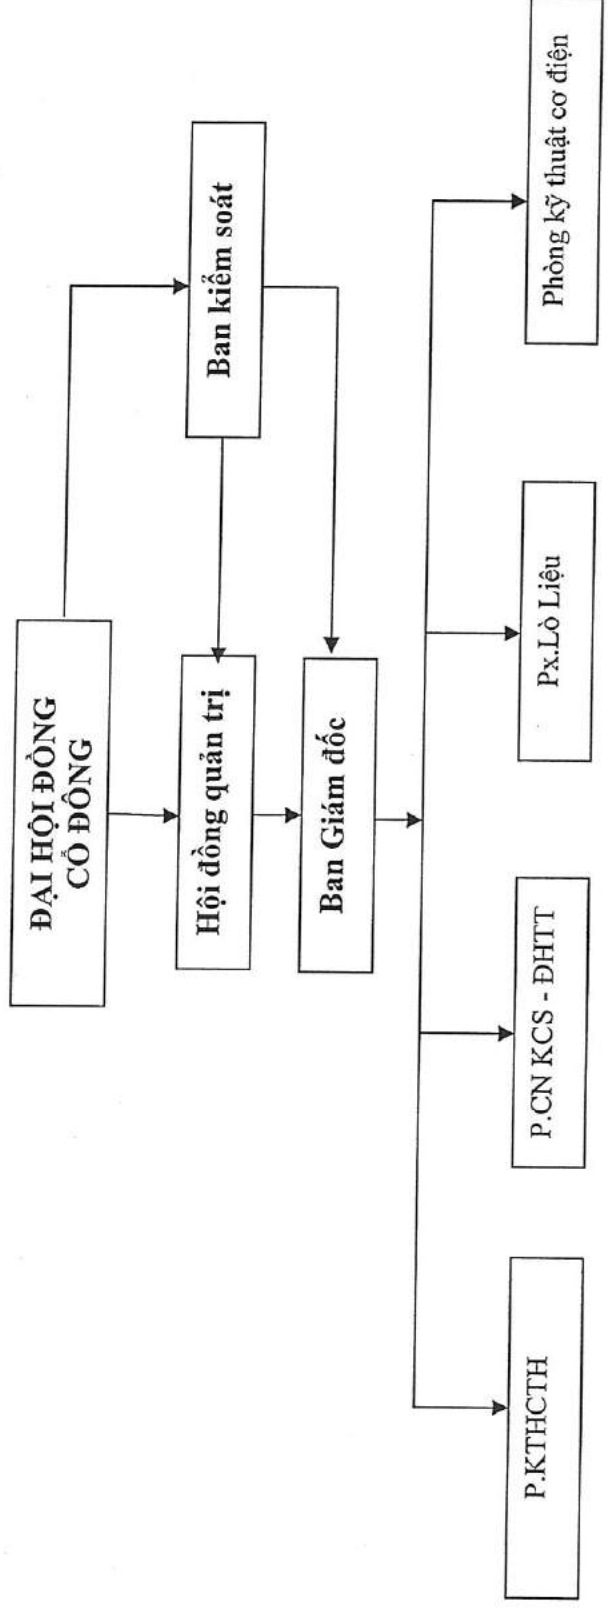 ĐẠI HỘI ĐỒNG
CỔ ĐÔNG
Ban kiểm soát
Hội đồng quản trị
Ban Giám đốc
P.KTHCTH
P.CN KCS - ĐHTT
Px.Lò Liệu
Phòng kỹ thuật cơ điện